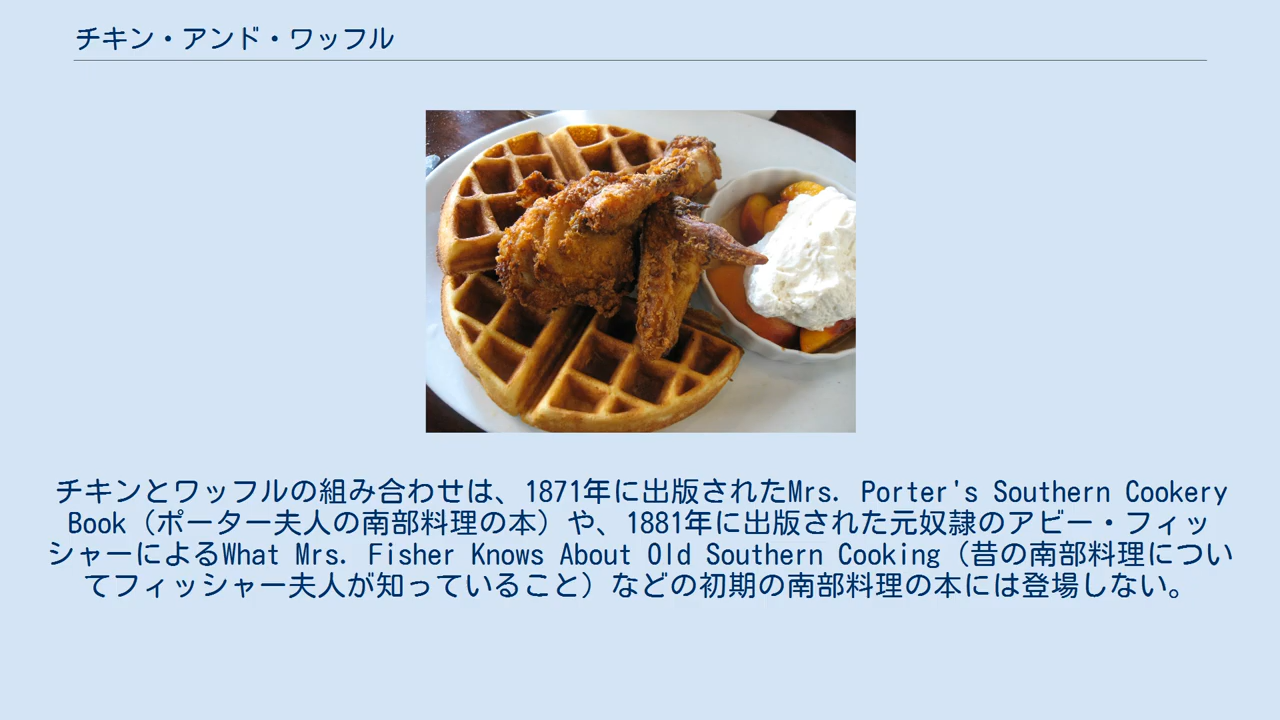 チキン・アンド・ワッフル
チキンとワッフルの組み合わせは、1871年に出版されたMrs. Porter's Southern Cookery
Book（ポーター夫人の南部料理の本）や、1881年に出版された元奴隷のアビー・フィッ
シャーによるWhat Mrs. Fisher Knows About Old Southern Cooking（昔の南部料理につい
てフィッシャー夫人が知っていること）などの初期の南部料理の本には登場しない。